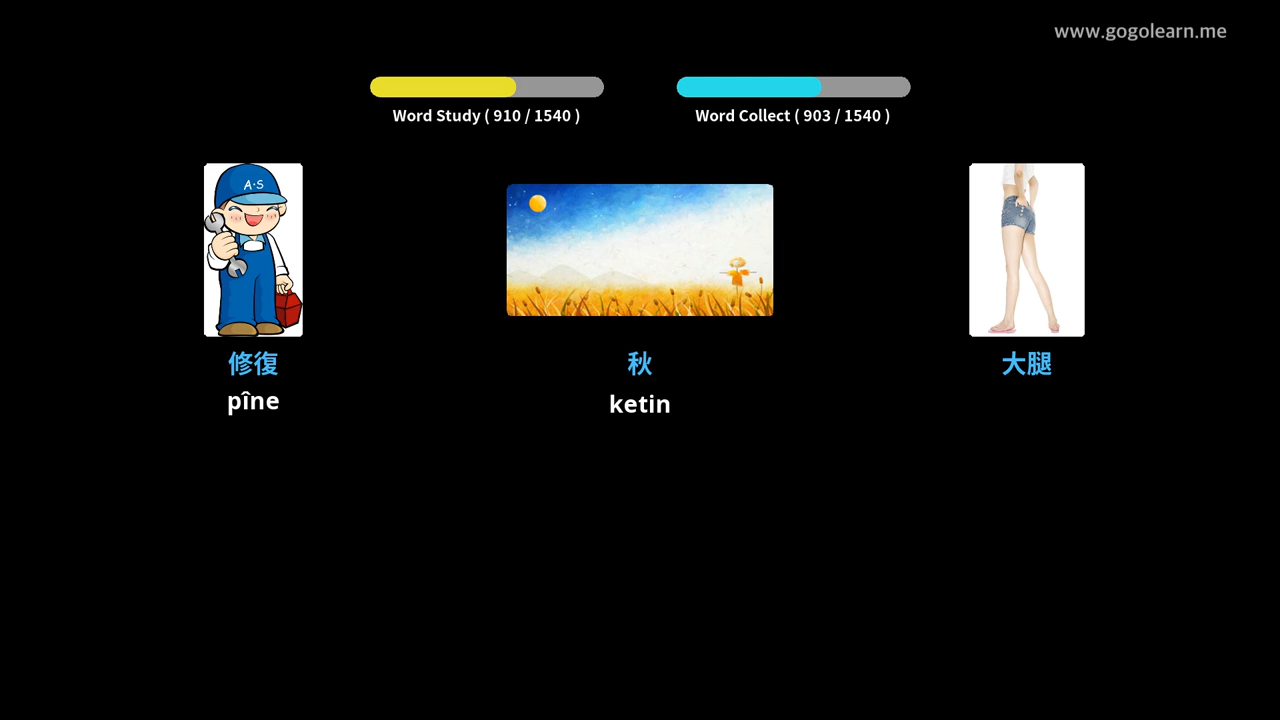 www.gogolearn.me
Word Study ( 910 / 1540 )
Word Collect ( 903 / 1540 )
A·S
修復
秋
大腿
pîne
ketin